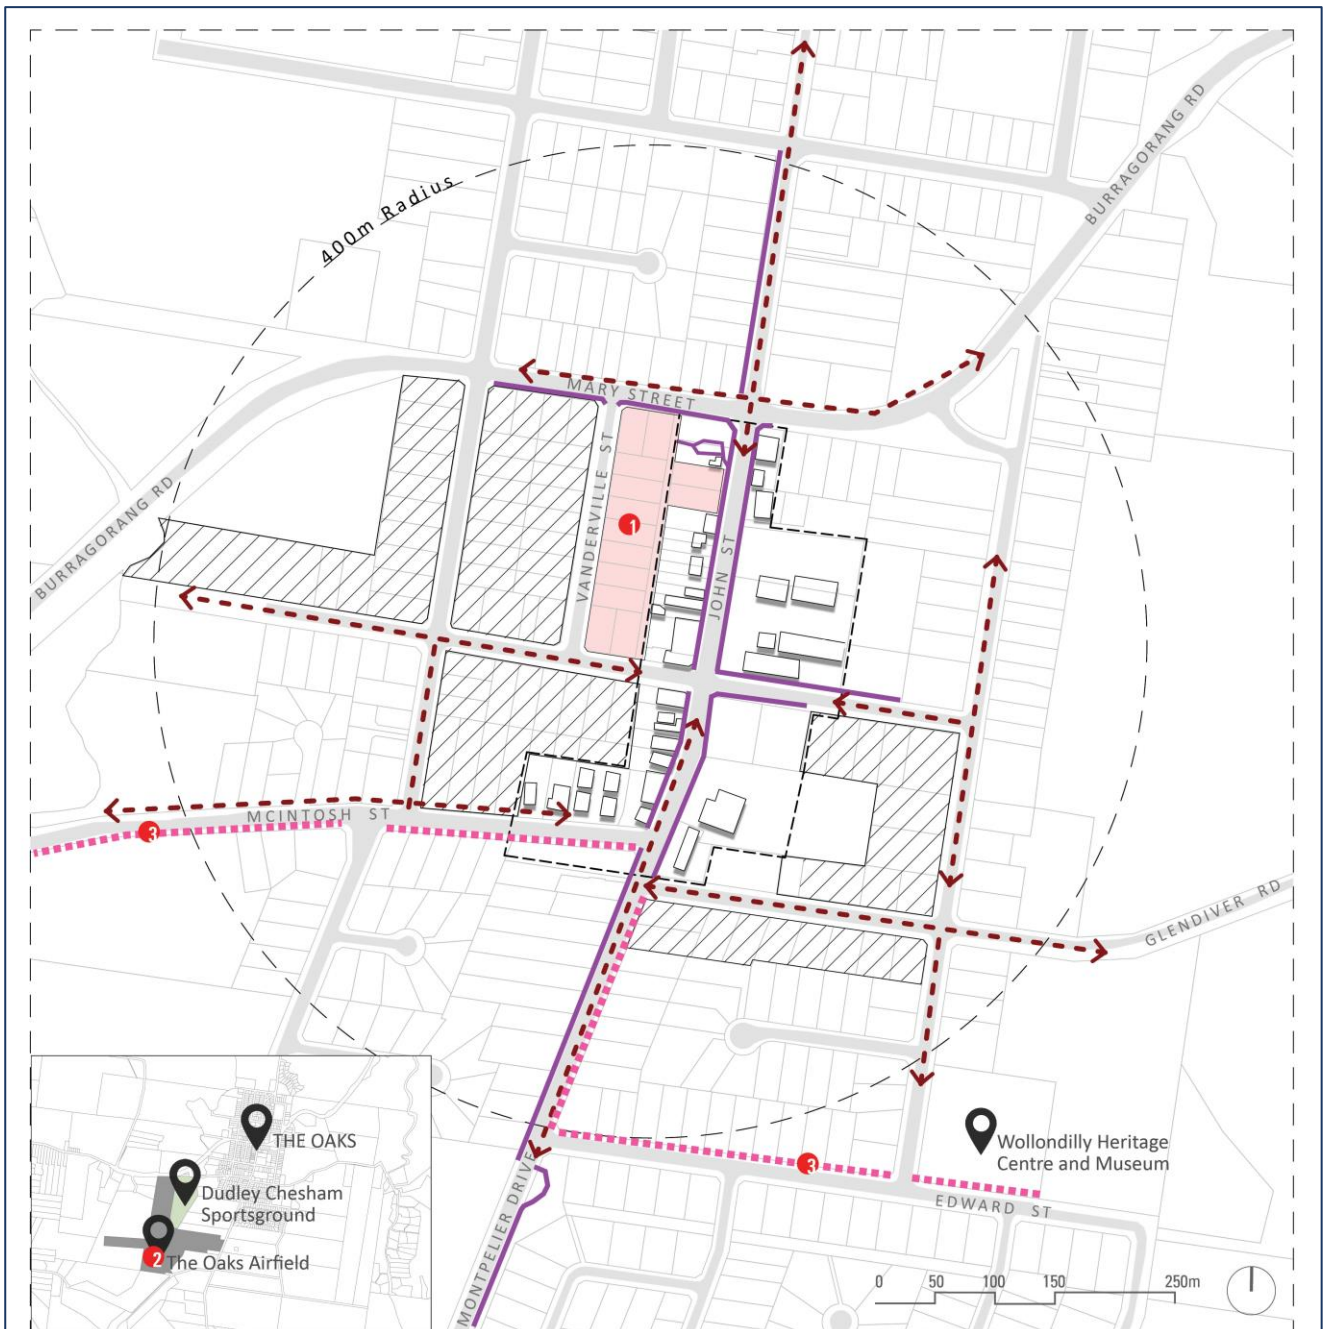 BURRAGORANG RD
400m Radius
MARY STREET
VANDERVILLE ST
1
JOHN ST
BURRAGORANG RD
MCINTOSH ST
3
GLENDIVER RD
THE OAKS
Dudley Chesham
Sportsground
2
The Oaks Airfield
MONTPELIER DRIVE
3
Wollondilly Heritage
Centre and Museum
EDWARD ST
0 50 100 150 250m